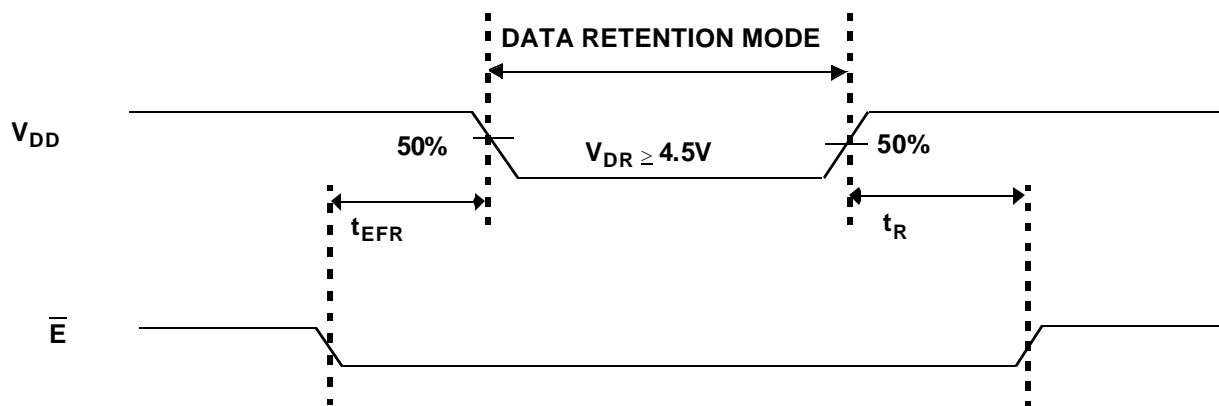 DATA RETENTION MODE
V_DD
50%
V_DR ≥ 4.5V
50%
t_EFR
t_R
E̅